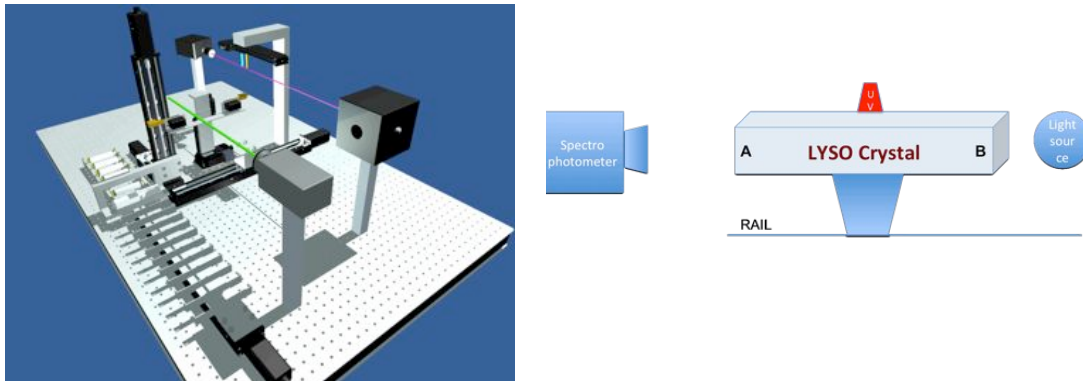 U
V
Spectro
photometer
A
LYSO Crystal
B
Light
sour
ce
RAIL